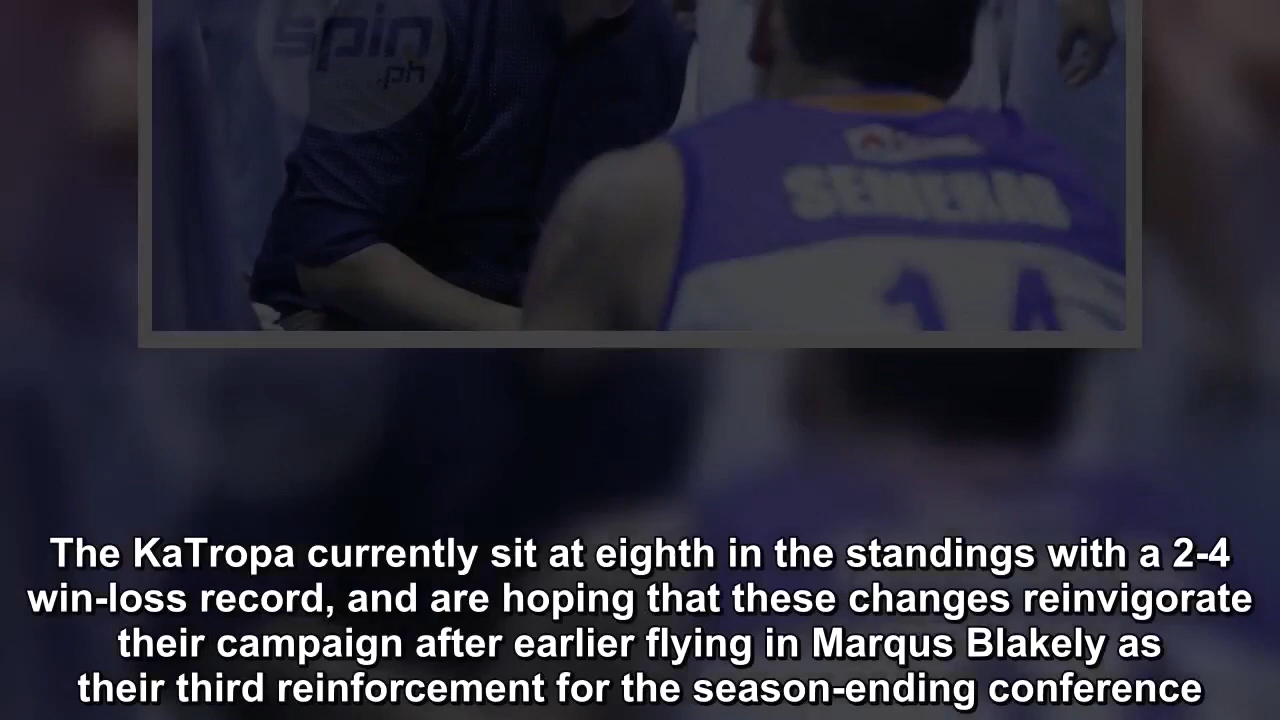 spin
.ph
SEMERAD
14
The KaTropa currently sit at eighth in the standings with a 2-4
win-loss record, and are hoping that these changes reinvigorate
their campaign after earlier flying in Marqus Blakely as
their third reinforcement for the season-ending conference